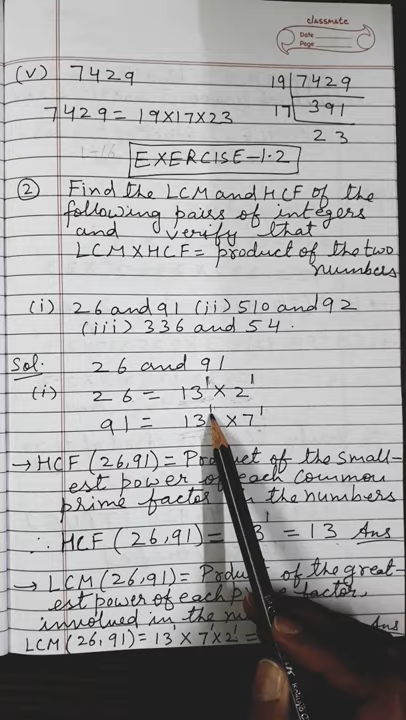 classmate
Date
Page
(v) 7429
19 7429
7429 = 19×17×23
17 391
23
EXERCISE-1.2
② Find the LCM and HCF of the
following pairs of integers
and verify that
LCM×HCF = product of the two
numbers
(i) 26 and 91 (ii) 510 and 92
(iii) 336 and 54.
Sol: 26 and 91
(i) 26 = 13¹ × 2¹
91 = 13¹ × 7¹
→ HCF (26,91) = Product of the small-
est power of each common
prime factor in the numbers
∴ HCF (26,91) = 3¹ = 13 Ans
→ LCM (26,91) = Product of the great-
est power of each factor,
involved in the
Ans
LCM (26,91) = 13¹ × 7¹ × 2¹ =